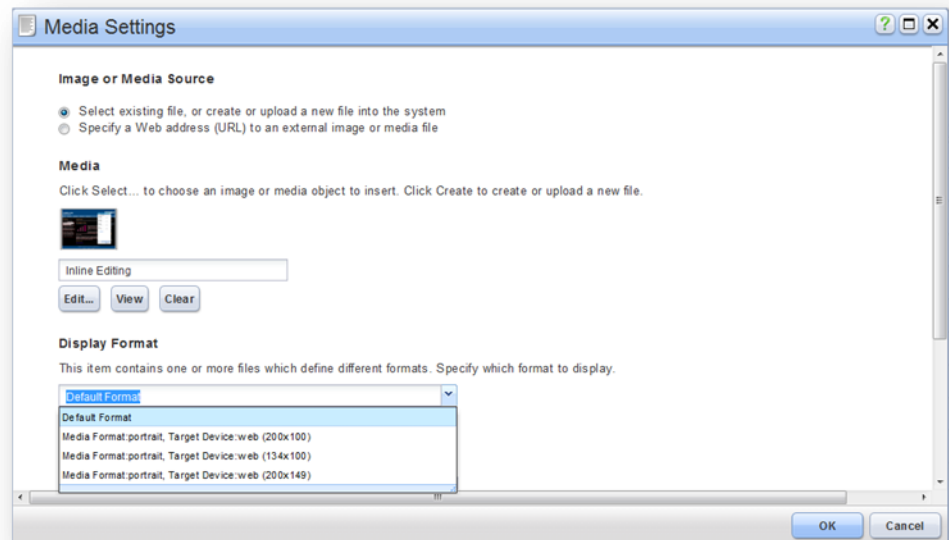 Media Settings
?
Image or Media Source
Select existing file, or create or upload a new file into the system
Specify a Web address (URL) to an external image or media file
Media
Click Select... to choose an image or media object to insert. Click Create to create or upload a new file.
Inline Editing
Edit... View Clear
Display Format
This item contains one or more files which define different formats. Specify which format to display.
Default Format
Default Format
Media Format:portrait, Target Device:web (200x100)
Media Format:portrait, Target Device:web (134x100)
Media Format:portrait, Target Device:web (200x149)
OK Cancel